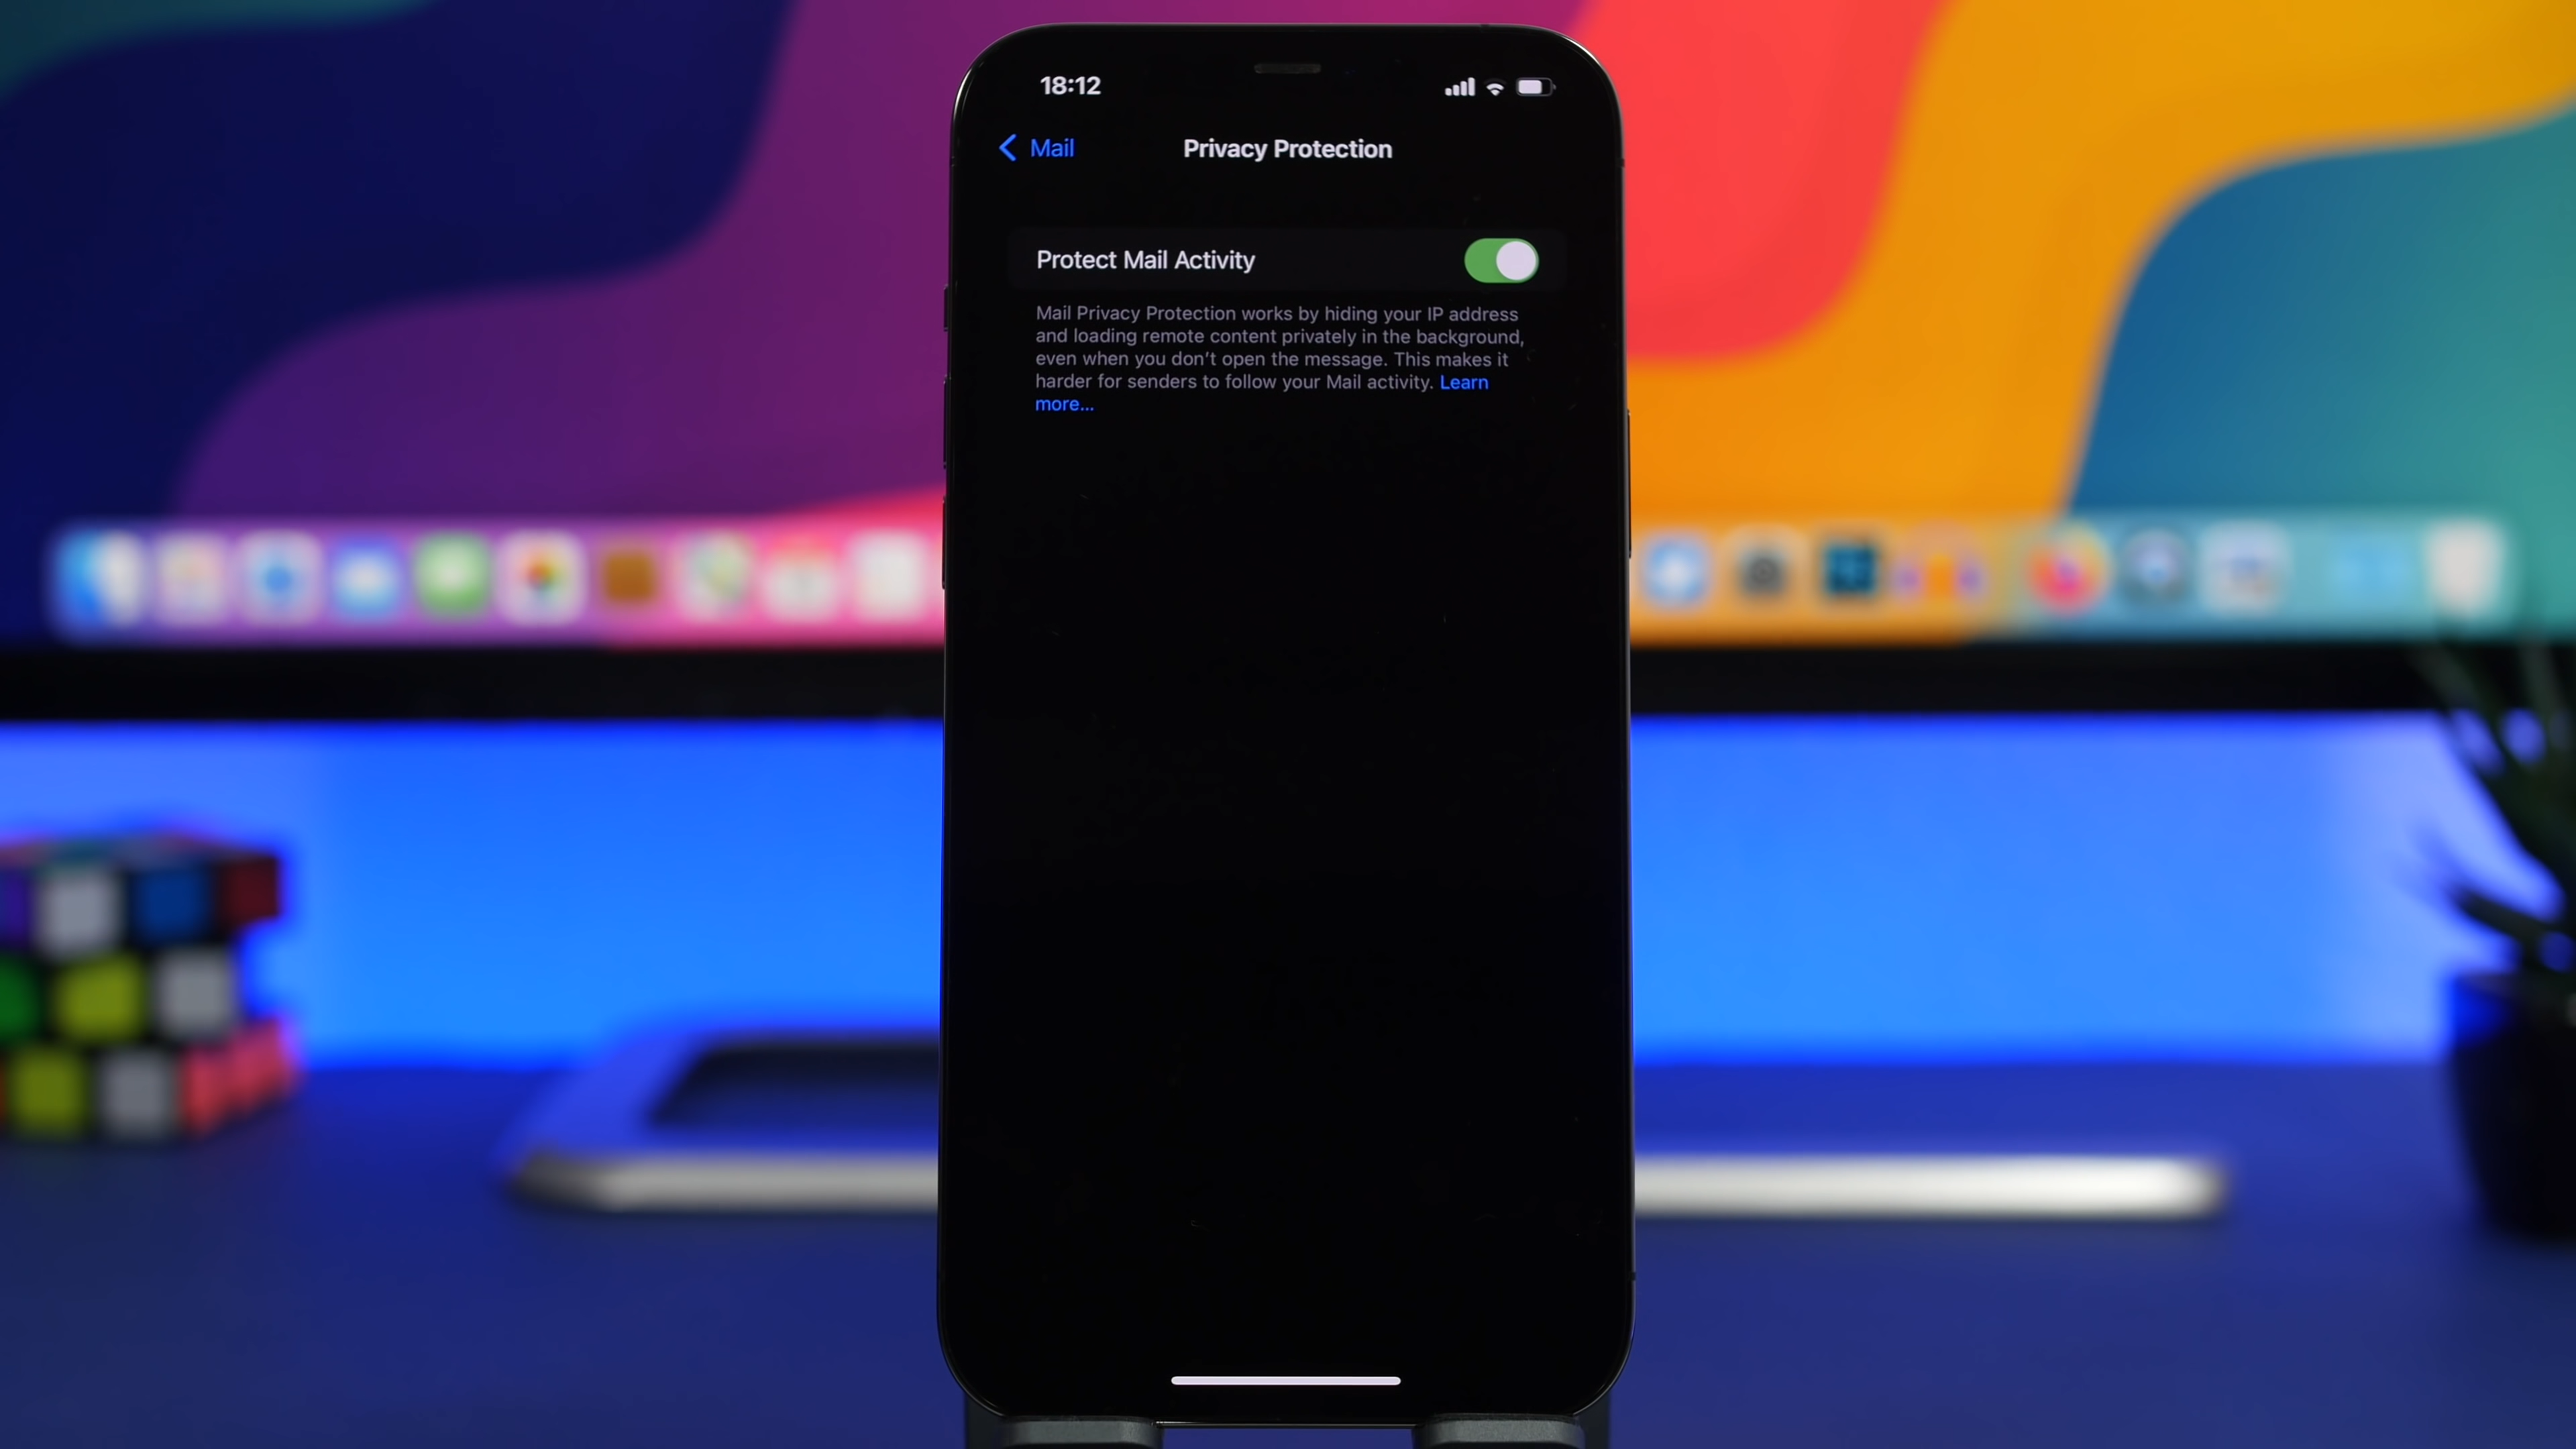 18:12
Mail
Privacy Protection
Protect Mail Activity
Mail Privacy Protection works by hiding your IP address
and loading remote content privately in the background,
even when you don’t open the message. This makes it
harder for senders to follow your Mail activity. Learn
more...